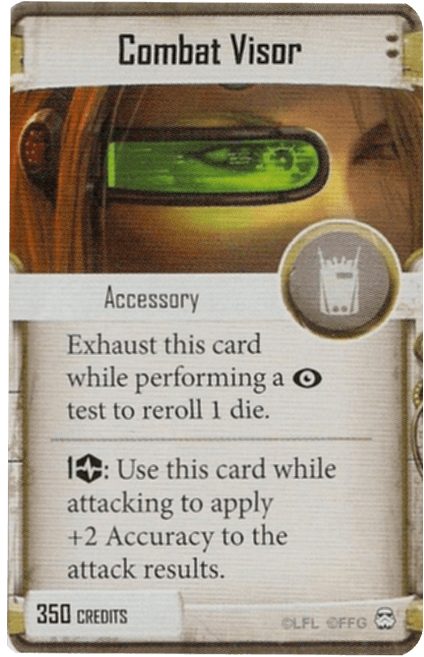 Combat Visor
Accessory
Exhaust this card
while performing a
test to reroll 1 die.
1 : Use this card while
attacking to apply
+2 Accuracy to the
attack results.
350 CREDITS
©LFL ©FFG